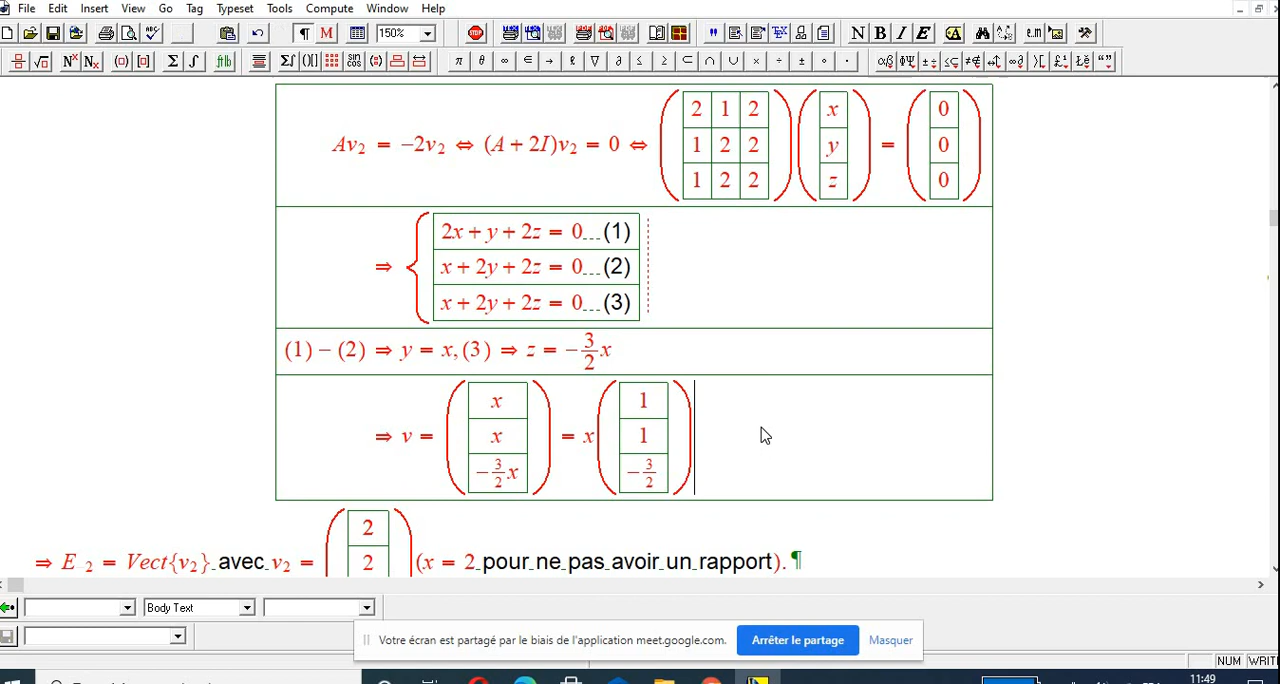 File Edit Insert View Go Tag Typeset Tools Compute Window Help
150%
N B I E e.m
π θ ∞ ∈ → ℓ ∇ ∂ ≤ ≥ ⊂ ∩ ∪ × ÷ ± ∘ ·
Av₂ = −2v₂ ⇔ (A + 2I)v₂ = 0 ⇔ ( 2 1 2 ) ( x ) = ( 0 )
1 2 2 y 0
1 2 2 z 0
2x + y + 2z = 0...(1)
⇒ { x + 2y + 2z = 0...(2)
x + 2y + 2z = 0...(3)
(1) − (2) ⇒ y = x, (3) ⇒ z = −3/2 x
⇒ v = ( x x −3/2 x ) = x ( 1 1 −3/2 )
⇒ E₋₂ = Vect{v₂} avec v₂ = ( 2 2 (x = 2 pour ne pas avoir un rapport). ¶
Body Text
Votre écran est partagé par le biais de l'application meet.google.com. Arrêter le partage Masquer
NUM WRIT
11:49